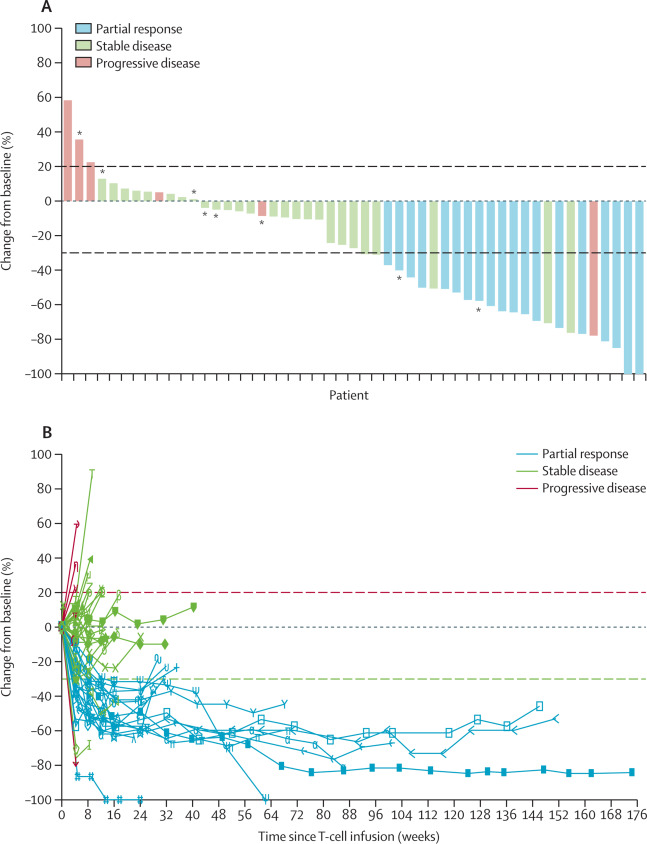 A
Partial response
Stable disease
Progressive disease
Change from baseline (%)
100
80
60
40
20
0
−20
−40
−60
−80
−100
*
*
*
*
*
*
*
*
Patient
B
Partial response
Stable disease
Progressive disease
Change from baseline (%)
100
80
60
40
20
0
−20
−40
−60
−80
−100
0 8 16 24 32 40 48 56 64 72 80 88 96 104 112 120 128 136 144 152 160 168 176
Time since T-cell infusion (weeks)